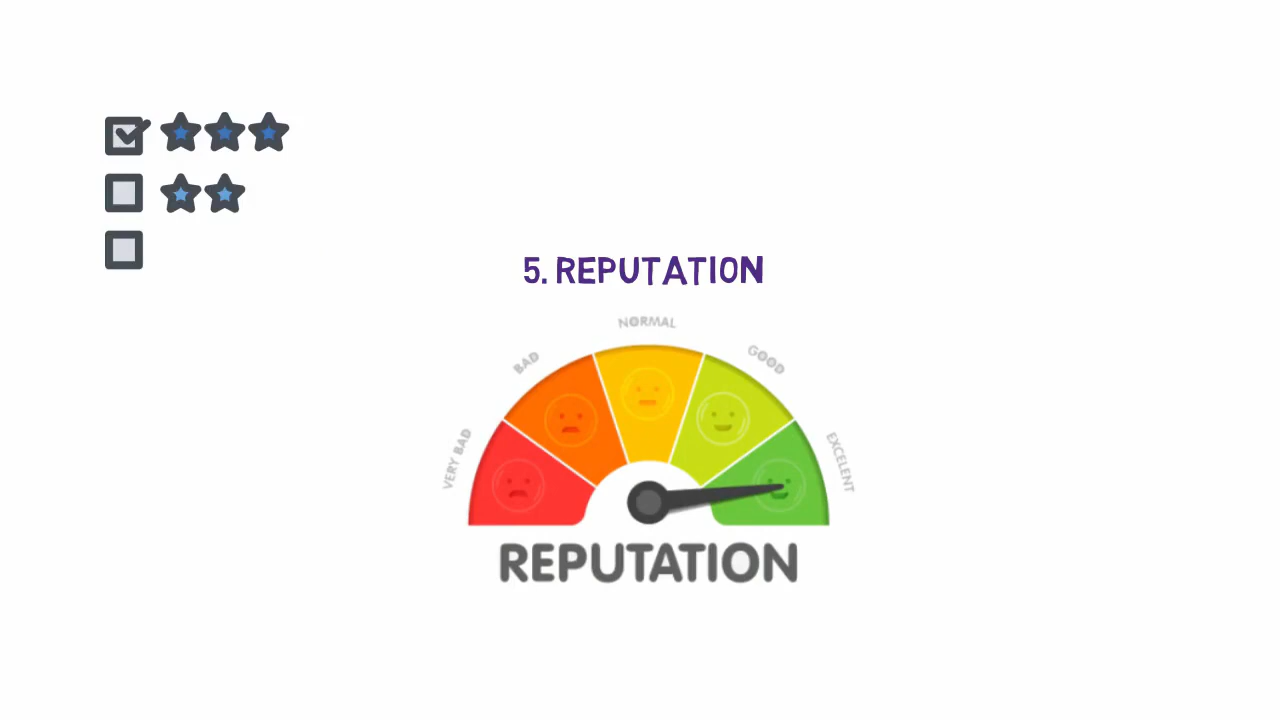 5. REPUTATION
NORMAL
BAD
GOOD
VERY BAD
EXCELENT
REPUTATION